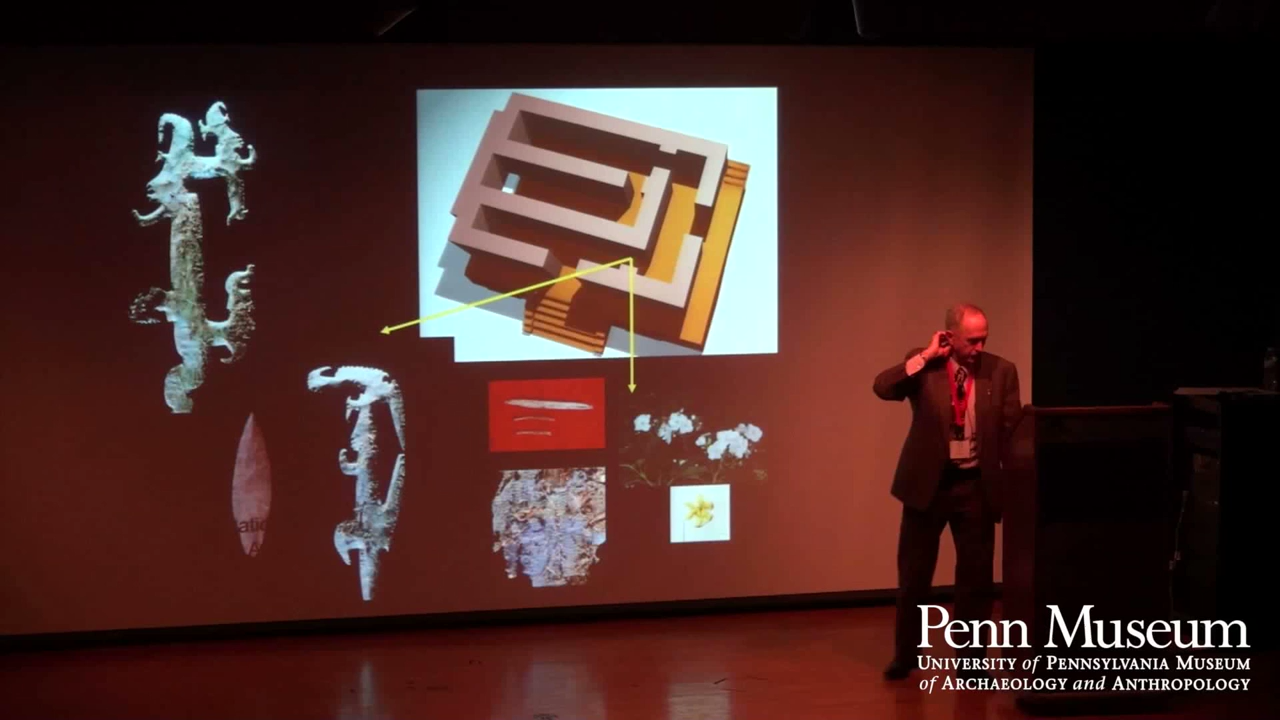 Penn Museum
UNIVERSITY of PENNSYLVANIA MUSEUM
of ARCHAEOLOGY and ANTHROPOLOGY